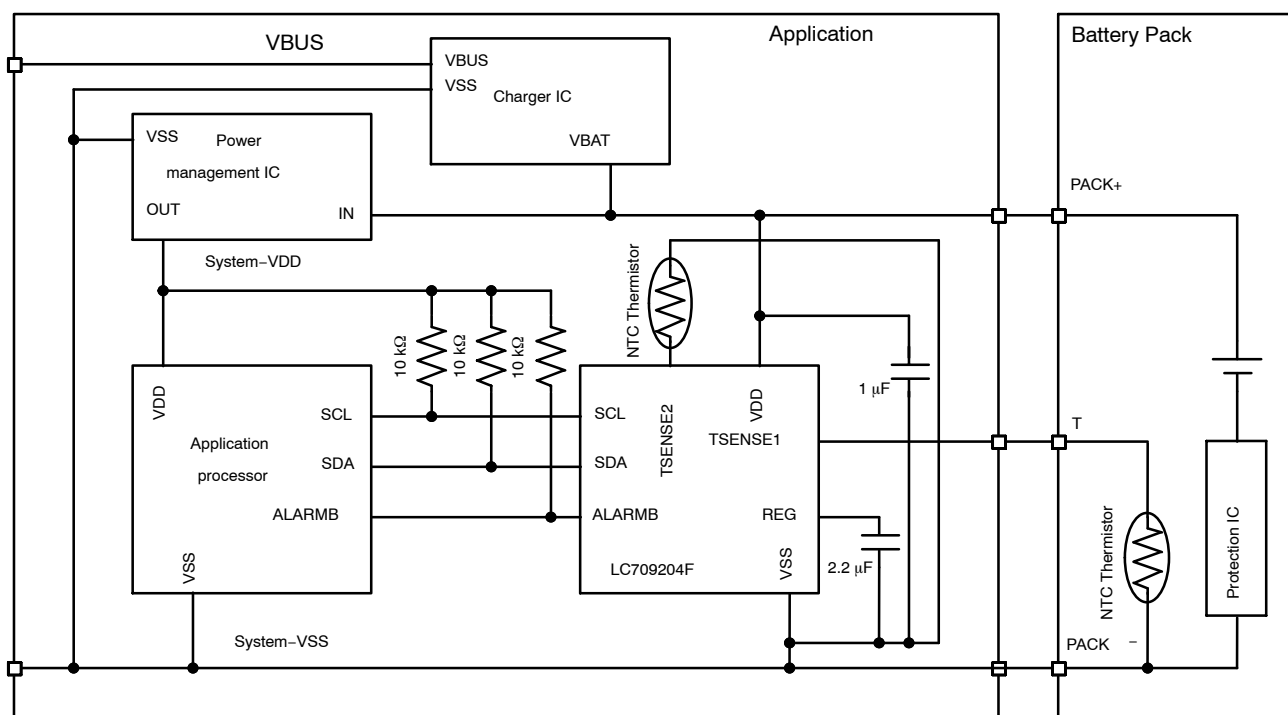 VBUS
Application
Battery Pack
VBUS
VSS
Charger IC
VBAT
VSS
Power
management IC
OUT
IN
PACK+
System−VDD
NTC Thermistor
10 kΩ
10 kΩ
10 kΩ
1 μF
VDD
SCL
Application
processor
SDA
ALARMB
VSS
SCL
TSENSE2
VDD
TSENSE1
SDA
ALARMB
REG
LC709204F
VSS
2.2 μF
T
NTC Thermistor
Protection IC
System−VSS
PACK −